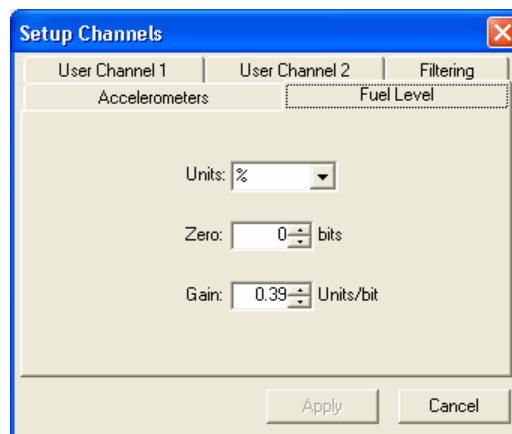 Setup Channels
User Channel 1 User Channel 2 Filtering
Accelerometers Fuel Level
Units: %
Zero: 0 bits
Gain: 0.39 Units/bit
Apply Cancel